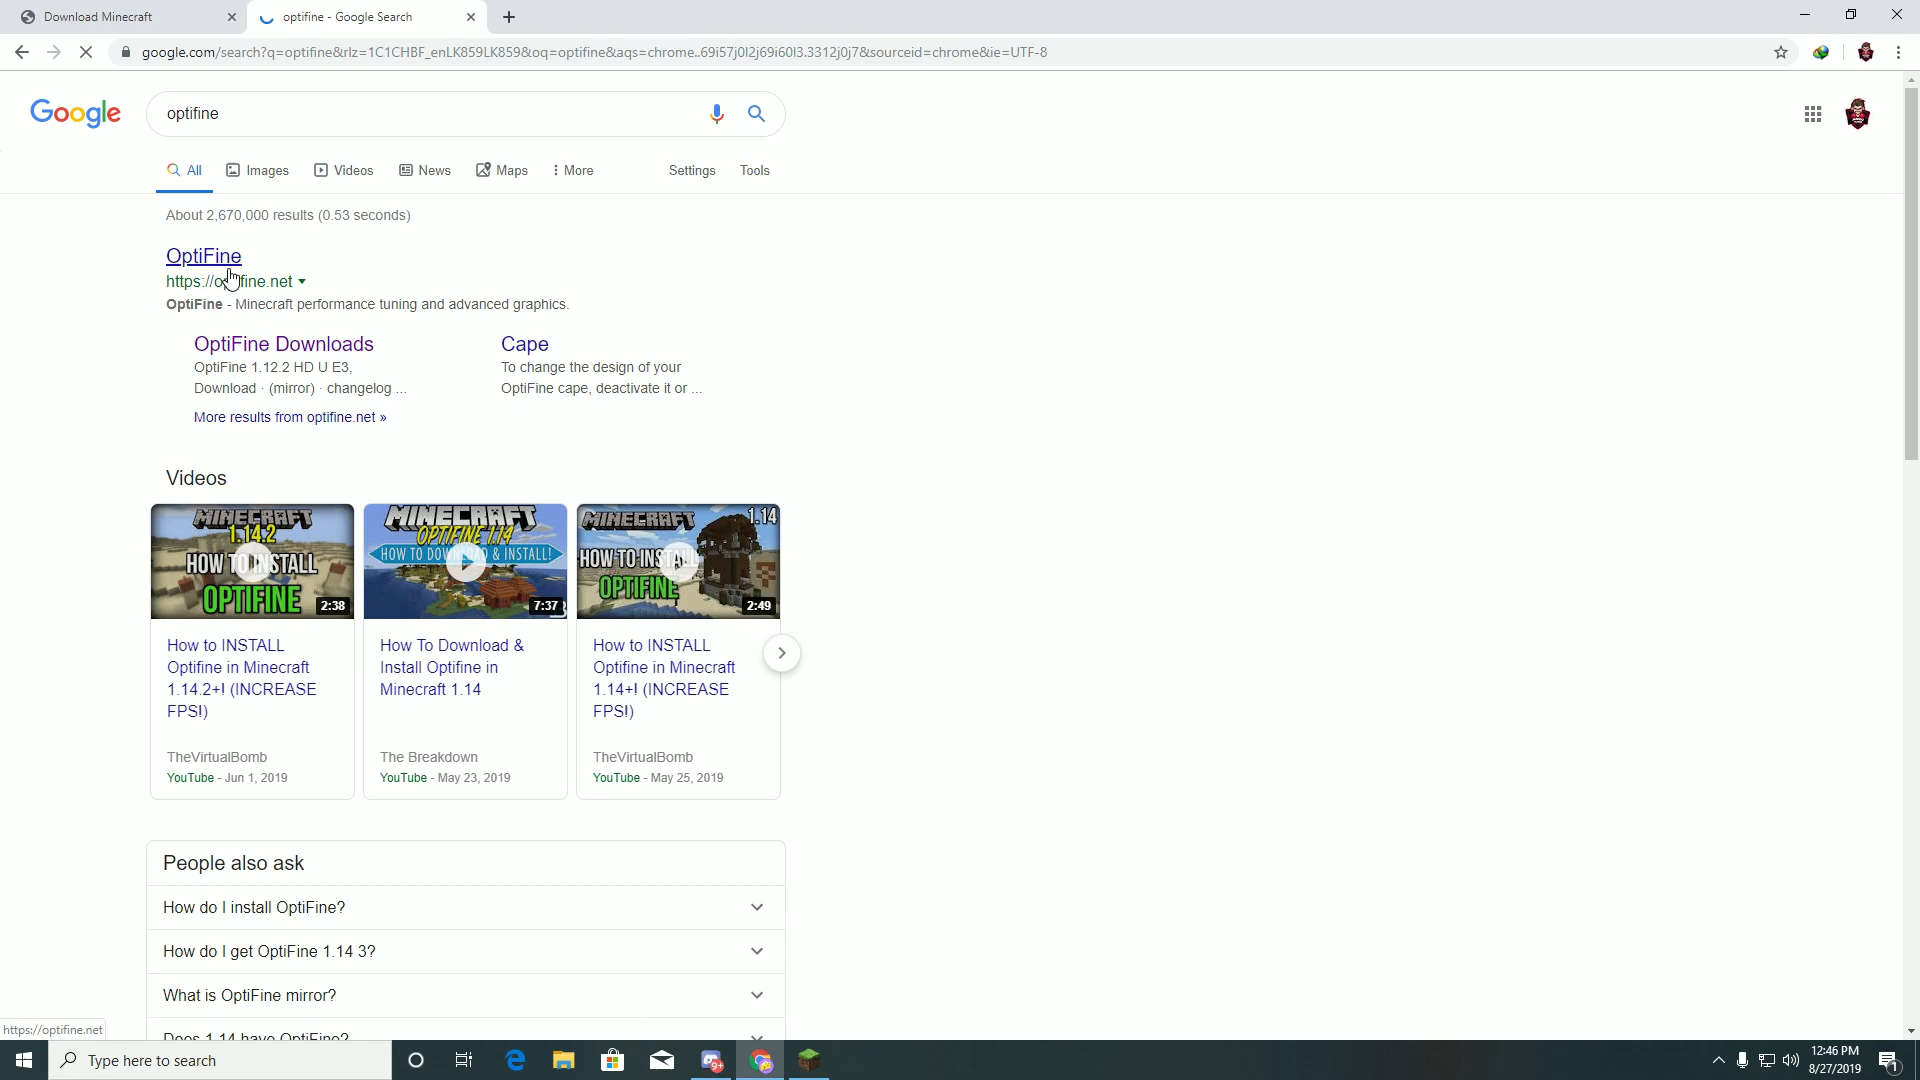 Download Minecraft
optifine - Google Search
google.com/search?q=optifine&rlz=1C1CHBF_enLK859LK859&oq=optifine&aqs=chrome..69i57j0l2j69i60l3.3312j0j7&sourceid=chrome&ie=UTF-8
Google
optifine
All
Images
Videos
News
Maps
More
Settings
Tools
About 2,670,000 results (0.53 seconds)
OptiFine
https://optifine.net
OptiFine - Minecraft performance tuning and advanced graphics.
OptiFine Downloads
OptiFine 1.12.2 HD U E3,
Download · (mirror) · changelog ...
Cape
To change the design of your
OptiFine cape, deactivate it or ...
More results from optifine.net »
Videos
MINECRAFT
1.14.2
HOW TO INSTALL
OPTIFINE
2:38
MINECRAFT
OPTIFINE 1.14
HOW TO DOWNLOAD & INSTALL!
7:37
MINECRAFT
1.14
HOW TO INSTALL
OPTIFINE
2:49
How to INSTALL
Optifine in Minecraft
1.14.2+! (INCREASE
FPS!)
TheVirtualBomb
YouTube - Jun 1, 2019
How To Download &
Install Optifine in
Minecraft 1.14
The Breakdown
YouTube - May 23, 2019
How to INSTALL
Optifine in Minecraft
1.14+! (INCREASE
FPS!)
TheVirtualBomb
YouTube - May 25, 2019
People also ask
How do I install OptiFine?
How do I get OptiFine 1.14 3?
What is OptiFine mirror?
Does 1.14 have OptiFine?
https://optifine.net
Type here to search
9+
12:46 PM
8/27/2019
1